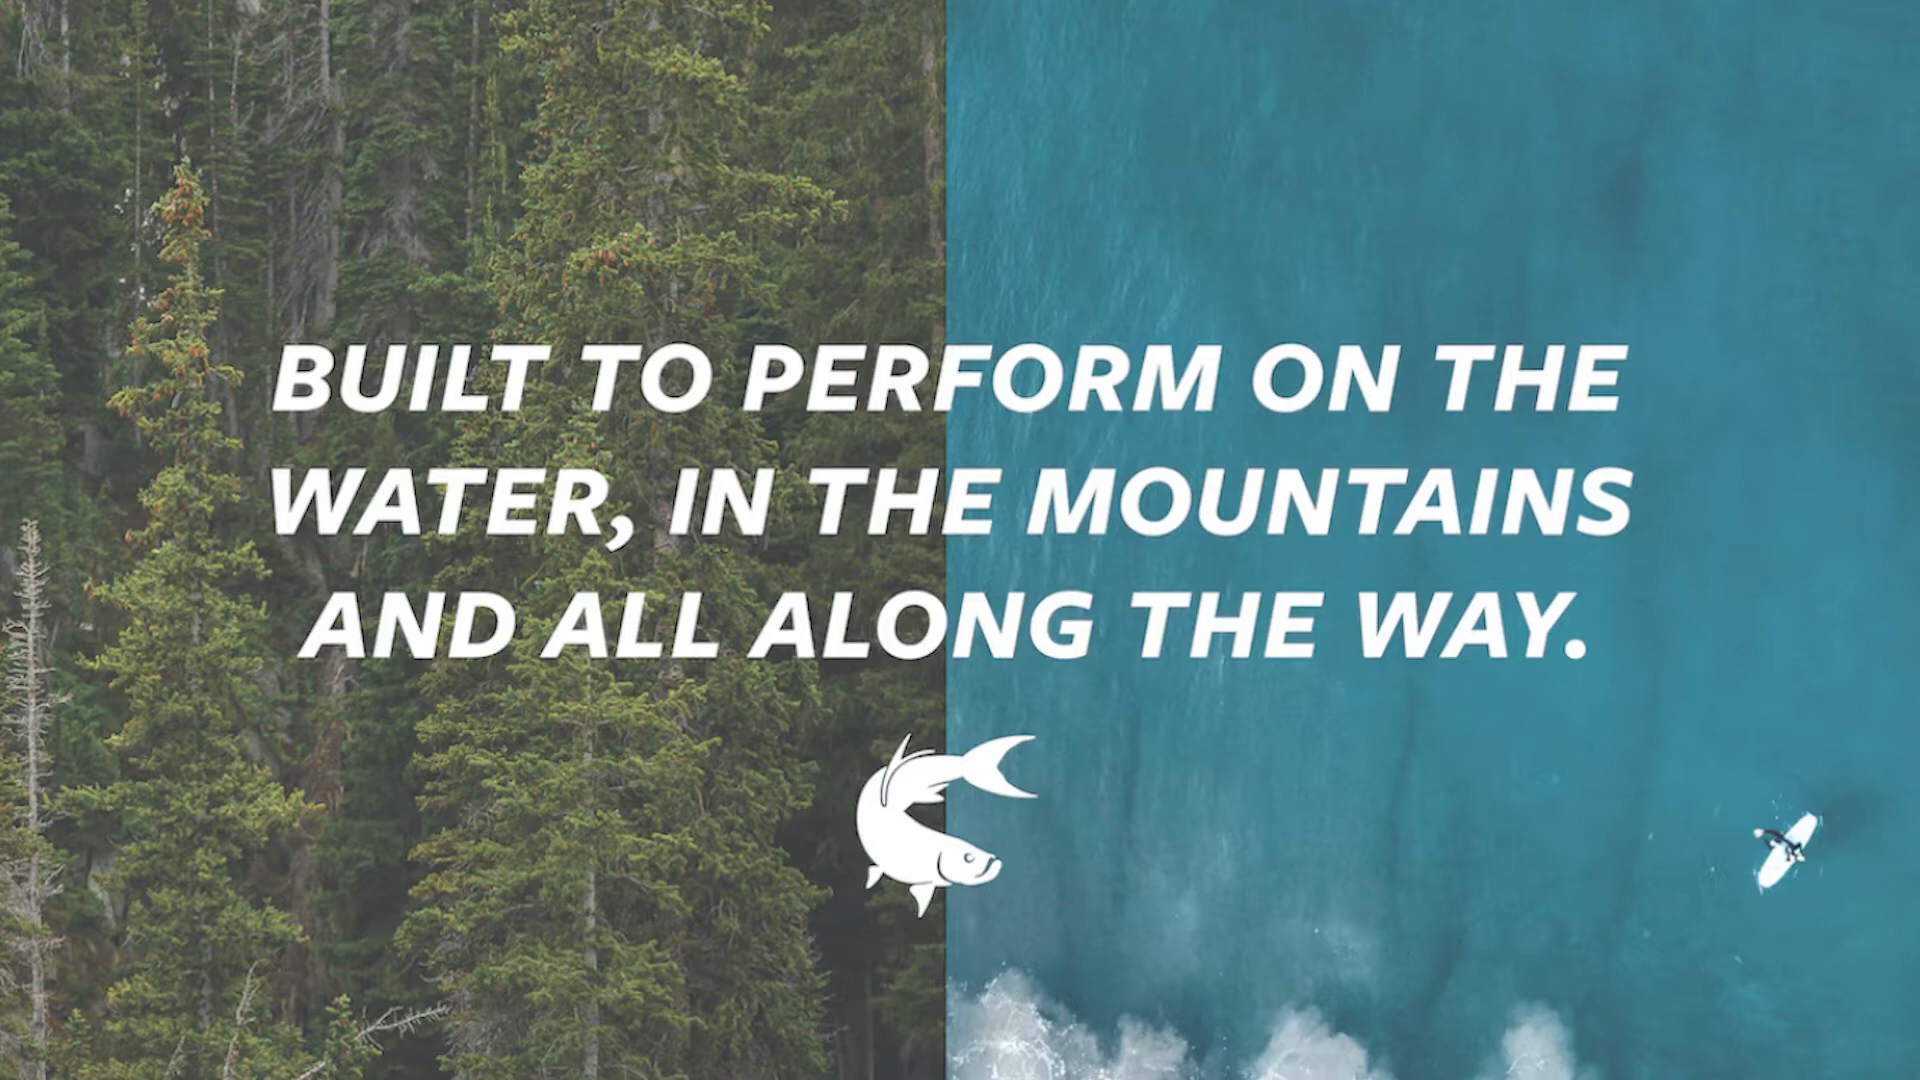 BUILT TO PERFORM ON THE
WATER, IN THE MOUNTAINS
AND ALL ALONG THE WAY.